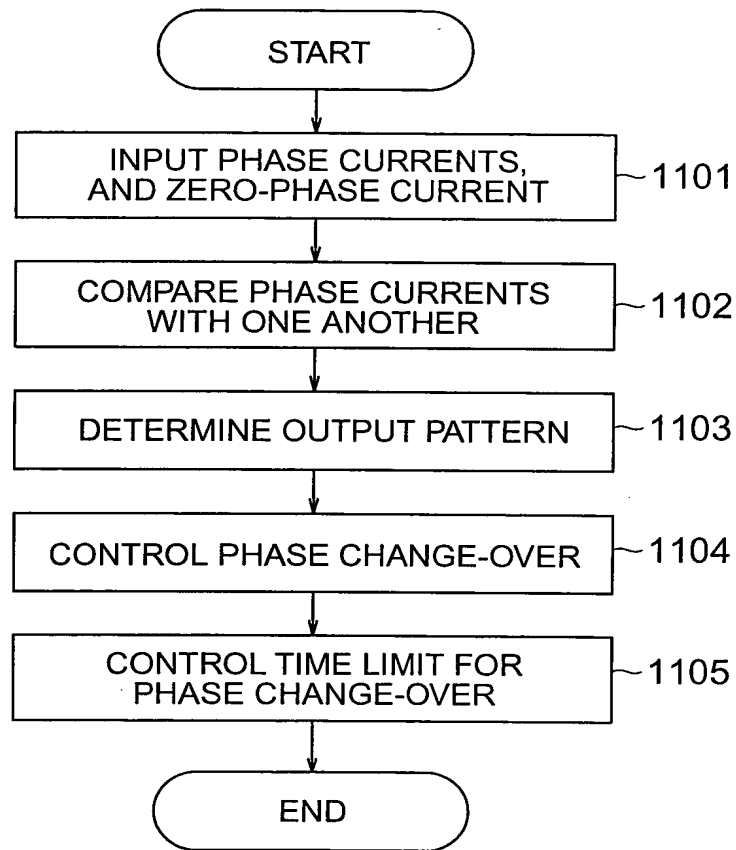 START
INPUT PHASE CURRENTS,
AND ZERO-PHASE CURRENT
1101
COMPARE PHASE CURRENTS
WITH ONE ANOTHER
1102
DETERMINE OUTPUT PATTERN
1103
CONTROL PHASE CHANGE-OVER
1104
CONTROL TIME LIMIT FOR
PHASE CHANGE-OVER
1105
END